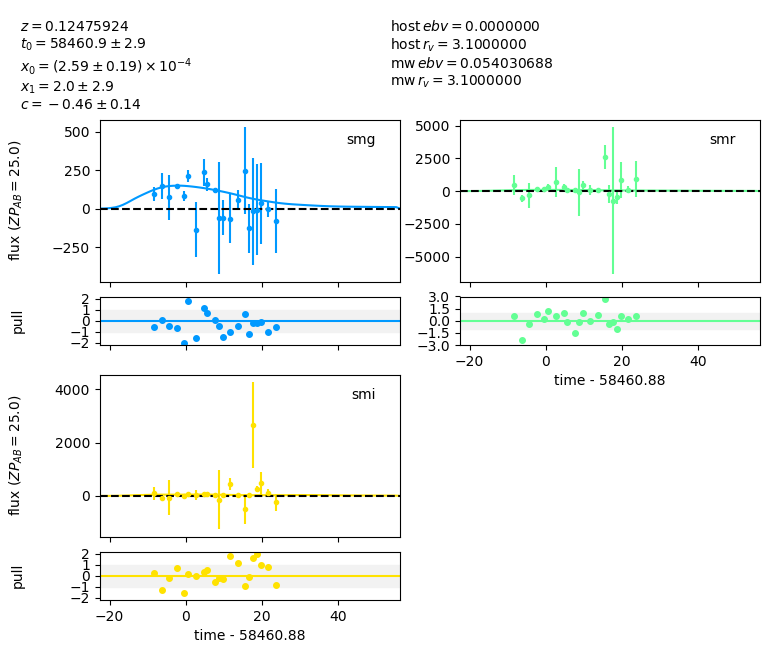 z = 0.12475924
t₀ = 58460.9 ± 2.9
x₀ = (2.59 ± 0.19) × 10⁻⁴
x₁ = 2.0 ± 2.9
c = −0.46 ± 0.14
host ebv = 0.0000000
host r_v = 3.1000000
mw ebv = 0.054030688
mw r_v = 3.1000000
flux (ZP_AB = 25.0)
500
250
0
−250
smg
5000
2500
0
−2500
−5000
smr
pull
2
1
0
−1
−2
3.0
1.5
0.0
−1.5
−3.0
−20 0 20 40
time - 58460.88
flux (ZP_AB = 25.0)
4000
2000
0
smi
pull
2
1
0
−1
−2
−20 0 20 40
time - 58460.88